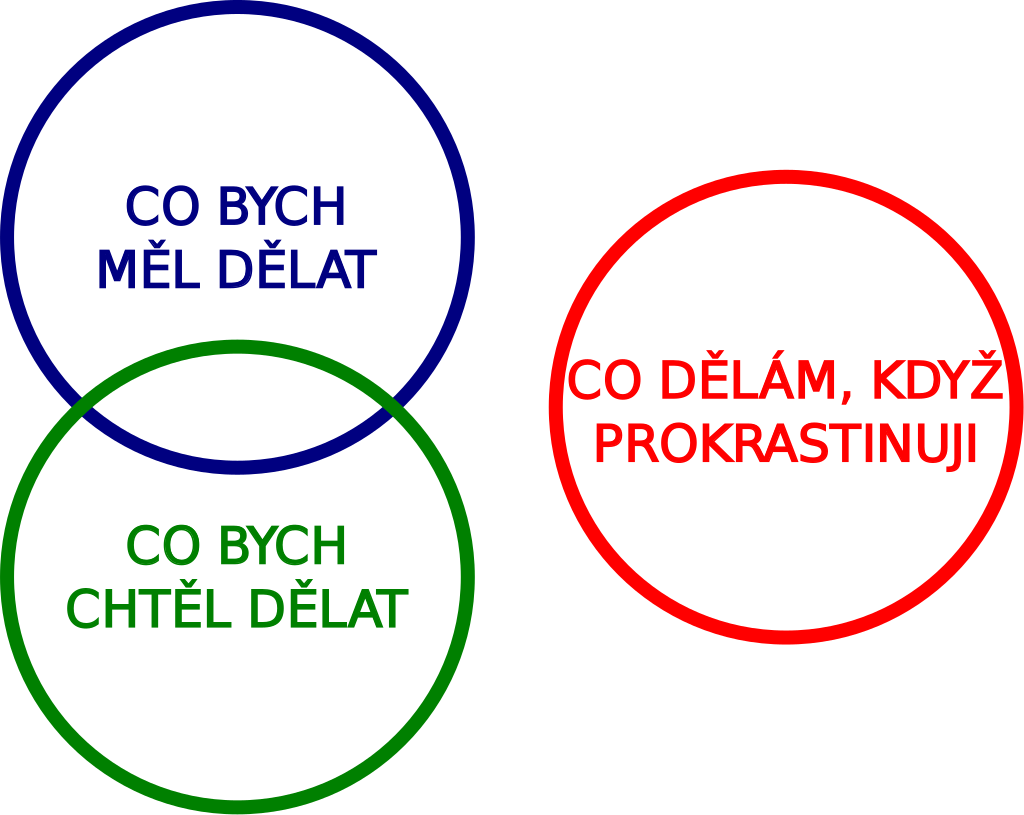 CO BYCH
MĚL DĚLAT
CO BYCH
CHTĚL DĚLAT
CO DĚLÁM, KDYŽ
PROKRASTINUJI